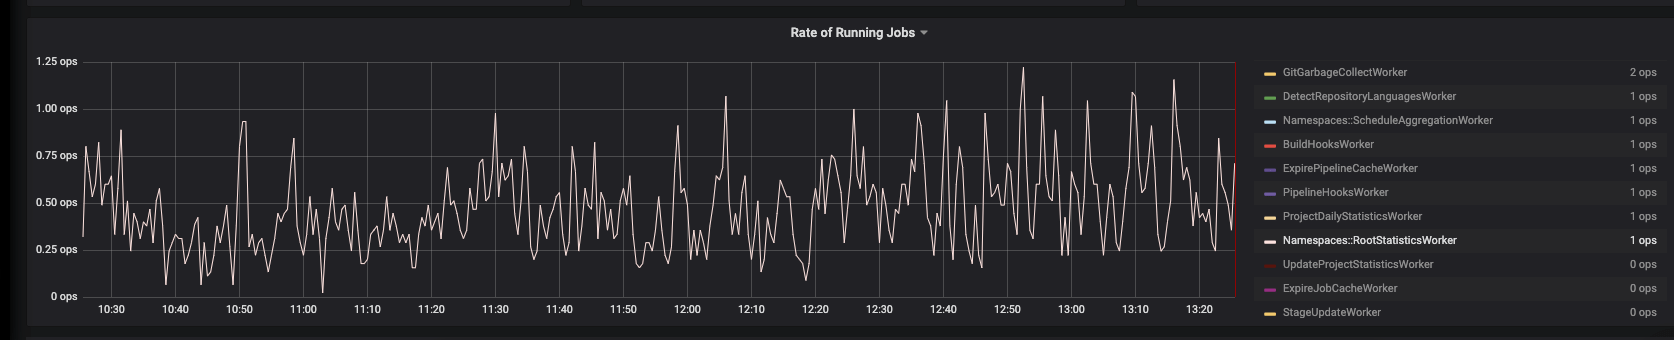 Rate of Running Jobs
1.25 ops
1.00 ops
0.75 ops
0.50 ops
0.25 ops
0 ops
10:30 10:40 10:50 11:00 11:10 11:20 11:30 11:40 11:50 12:00 12:10 12:20 12:30 12:40 12:50 13:00 13:10 13:20
GitGarbageCollectWorker 2 ops
DetectRepositoryLanguagesWorker 1 ops
Namespaces::ScheduleAggregationWorker 1 ops
BuildHooksWorker 1 ops
ExpirePipelineCacheWorker 1 ops
PipelineHooksWorker 1 ops
ProjectDailyStatisticsWorker 1 ops
Namespaces::RootStatisticsWorker 1 ops
UpdateProjectStatisticsWorker 0 ops
ExpireJobCacheWorker 0 ops
StageUpdateWorker 0 ops